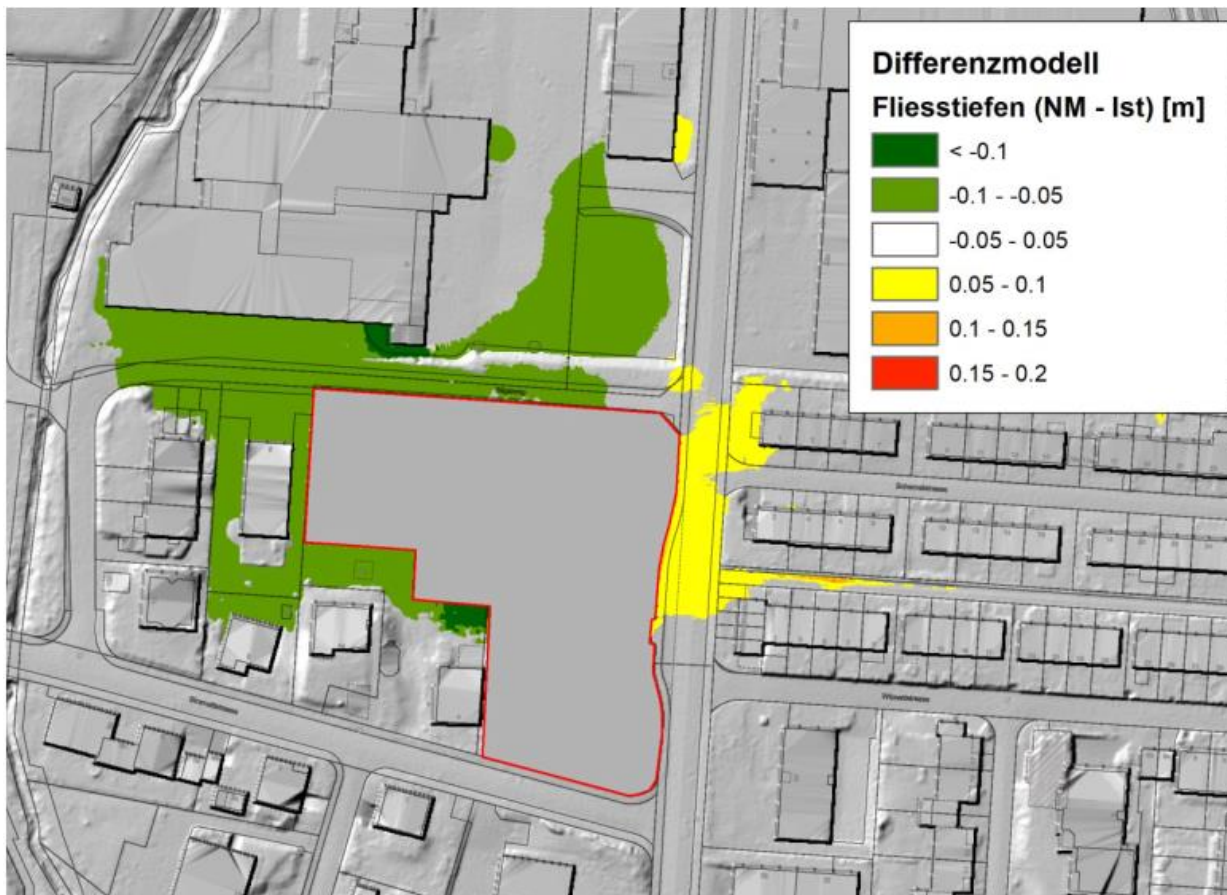 Differenzmodell
Fliesstiefen (NM - Ist) [m]
< -0.1
-0.1 - -0.05
-0.05 - 0.05
0.05 - 0.1
0.1 - 0.15
0.15 - 0.2